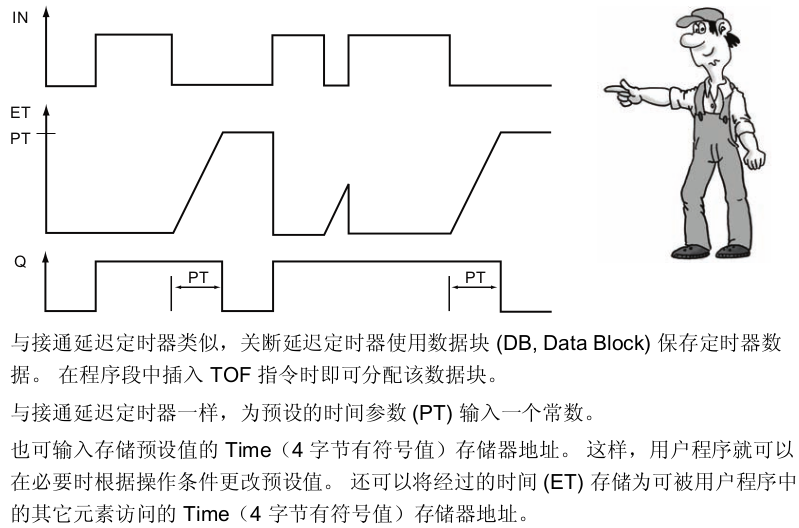 IN
ET
PT
Q
PT
PT
与接通延迟定时器类似，关断延迟定时器使用数据块 (DB, Data Block) 保存定时器数
据。 在程序段中插入 TOF 指令时即可分配该数据块。
与接通延迟定时器一样，为预设的时间参数 (PT) 输入一个常数。
也可输入存储预设值的 Time（4 字节有符号值）存储器地址。 这样，用户程序就可以
在必要时根据操作条件更改预设值。 还可以将经过的时间 (ET) 存储为可被用户程序中
的其它元素访问的 Time（4 字节有符号值）存储器地址。